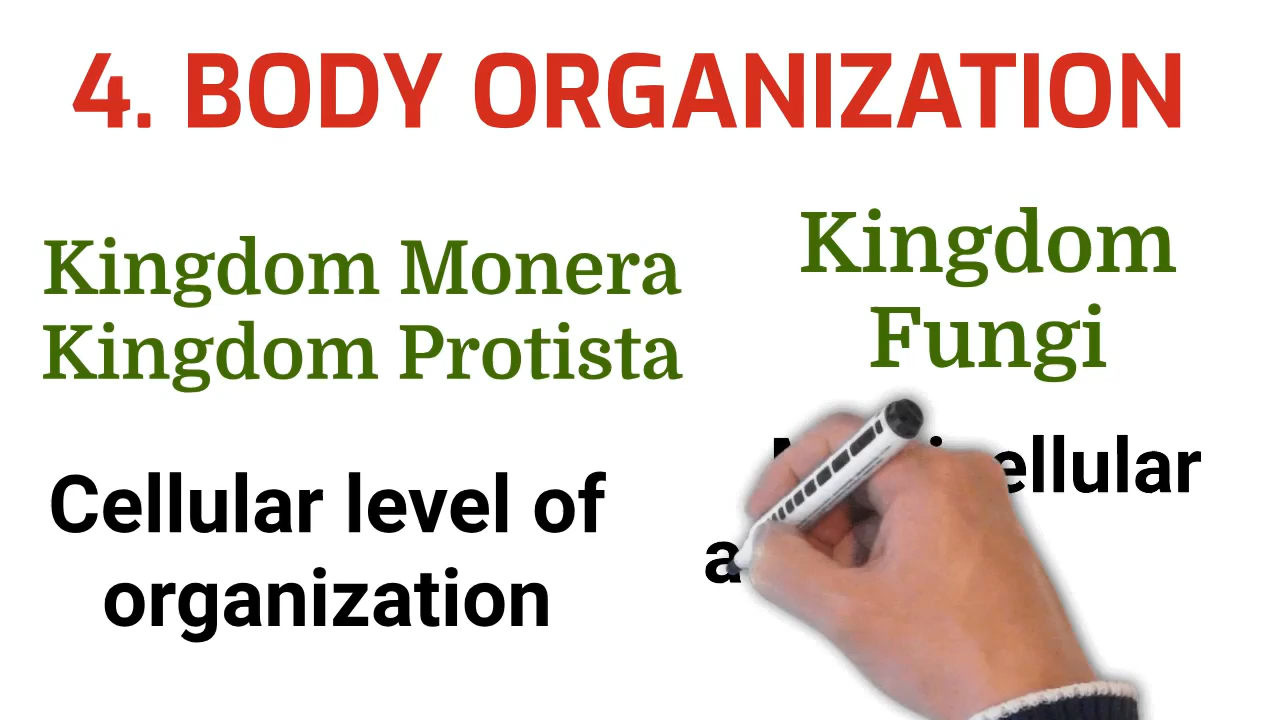 4. BODY ORGANIZATION
Kingdom Monera
Kingdom Protista
Cellular level of
organization
Kingdom
Fungi